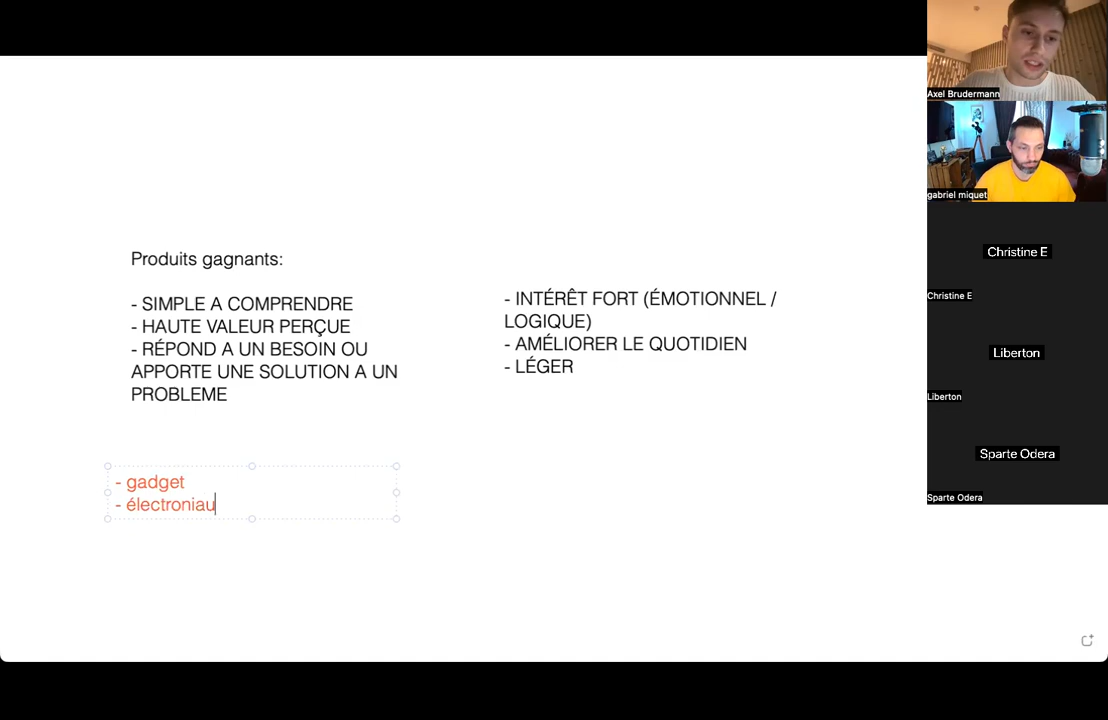 Produits gagnants:
- SIMPLE A COMPRENDRE
- HAUTE VALEUR PERÇUE
- RÉPOND A UN BESOIN OU
APPORTE UNE SOLUTION A UN
PROBLEME
- INTÉRÊT FORT (ÉMOTIONNEL /
LOGIQUE)
- AMÉLIORER LE QUOTIDIEN
- LÉGER
- gadget
- électroniau
Axel Brudermann
gabriel miquet
Christine E
Christine E
Liberton
Liberton
Sparte Odera
Sparte Odera